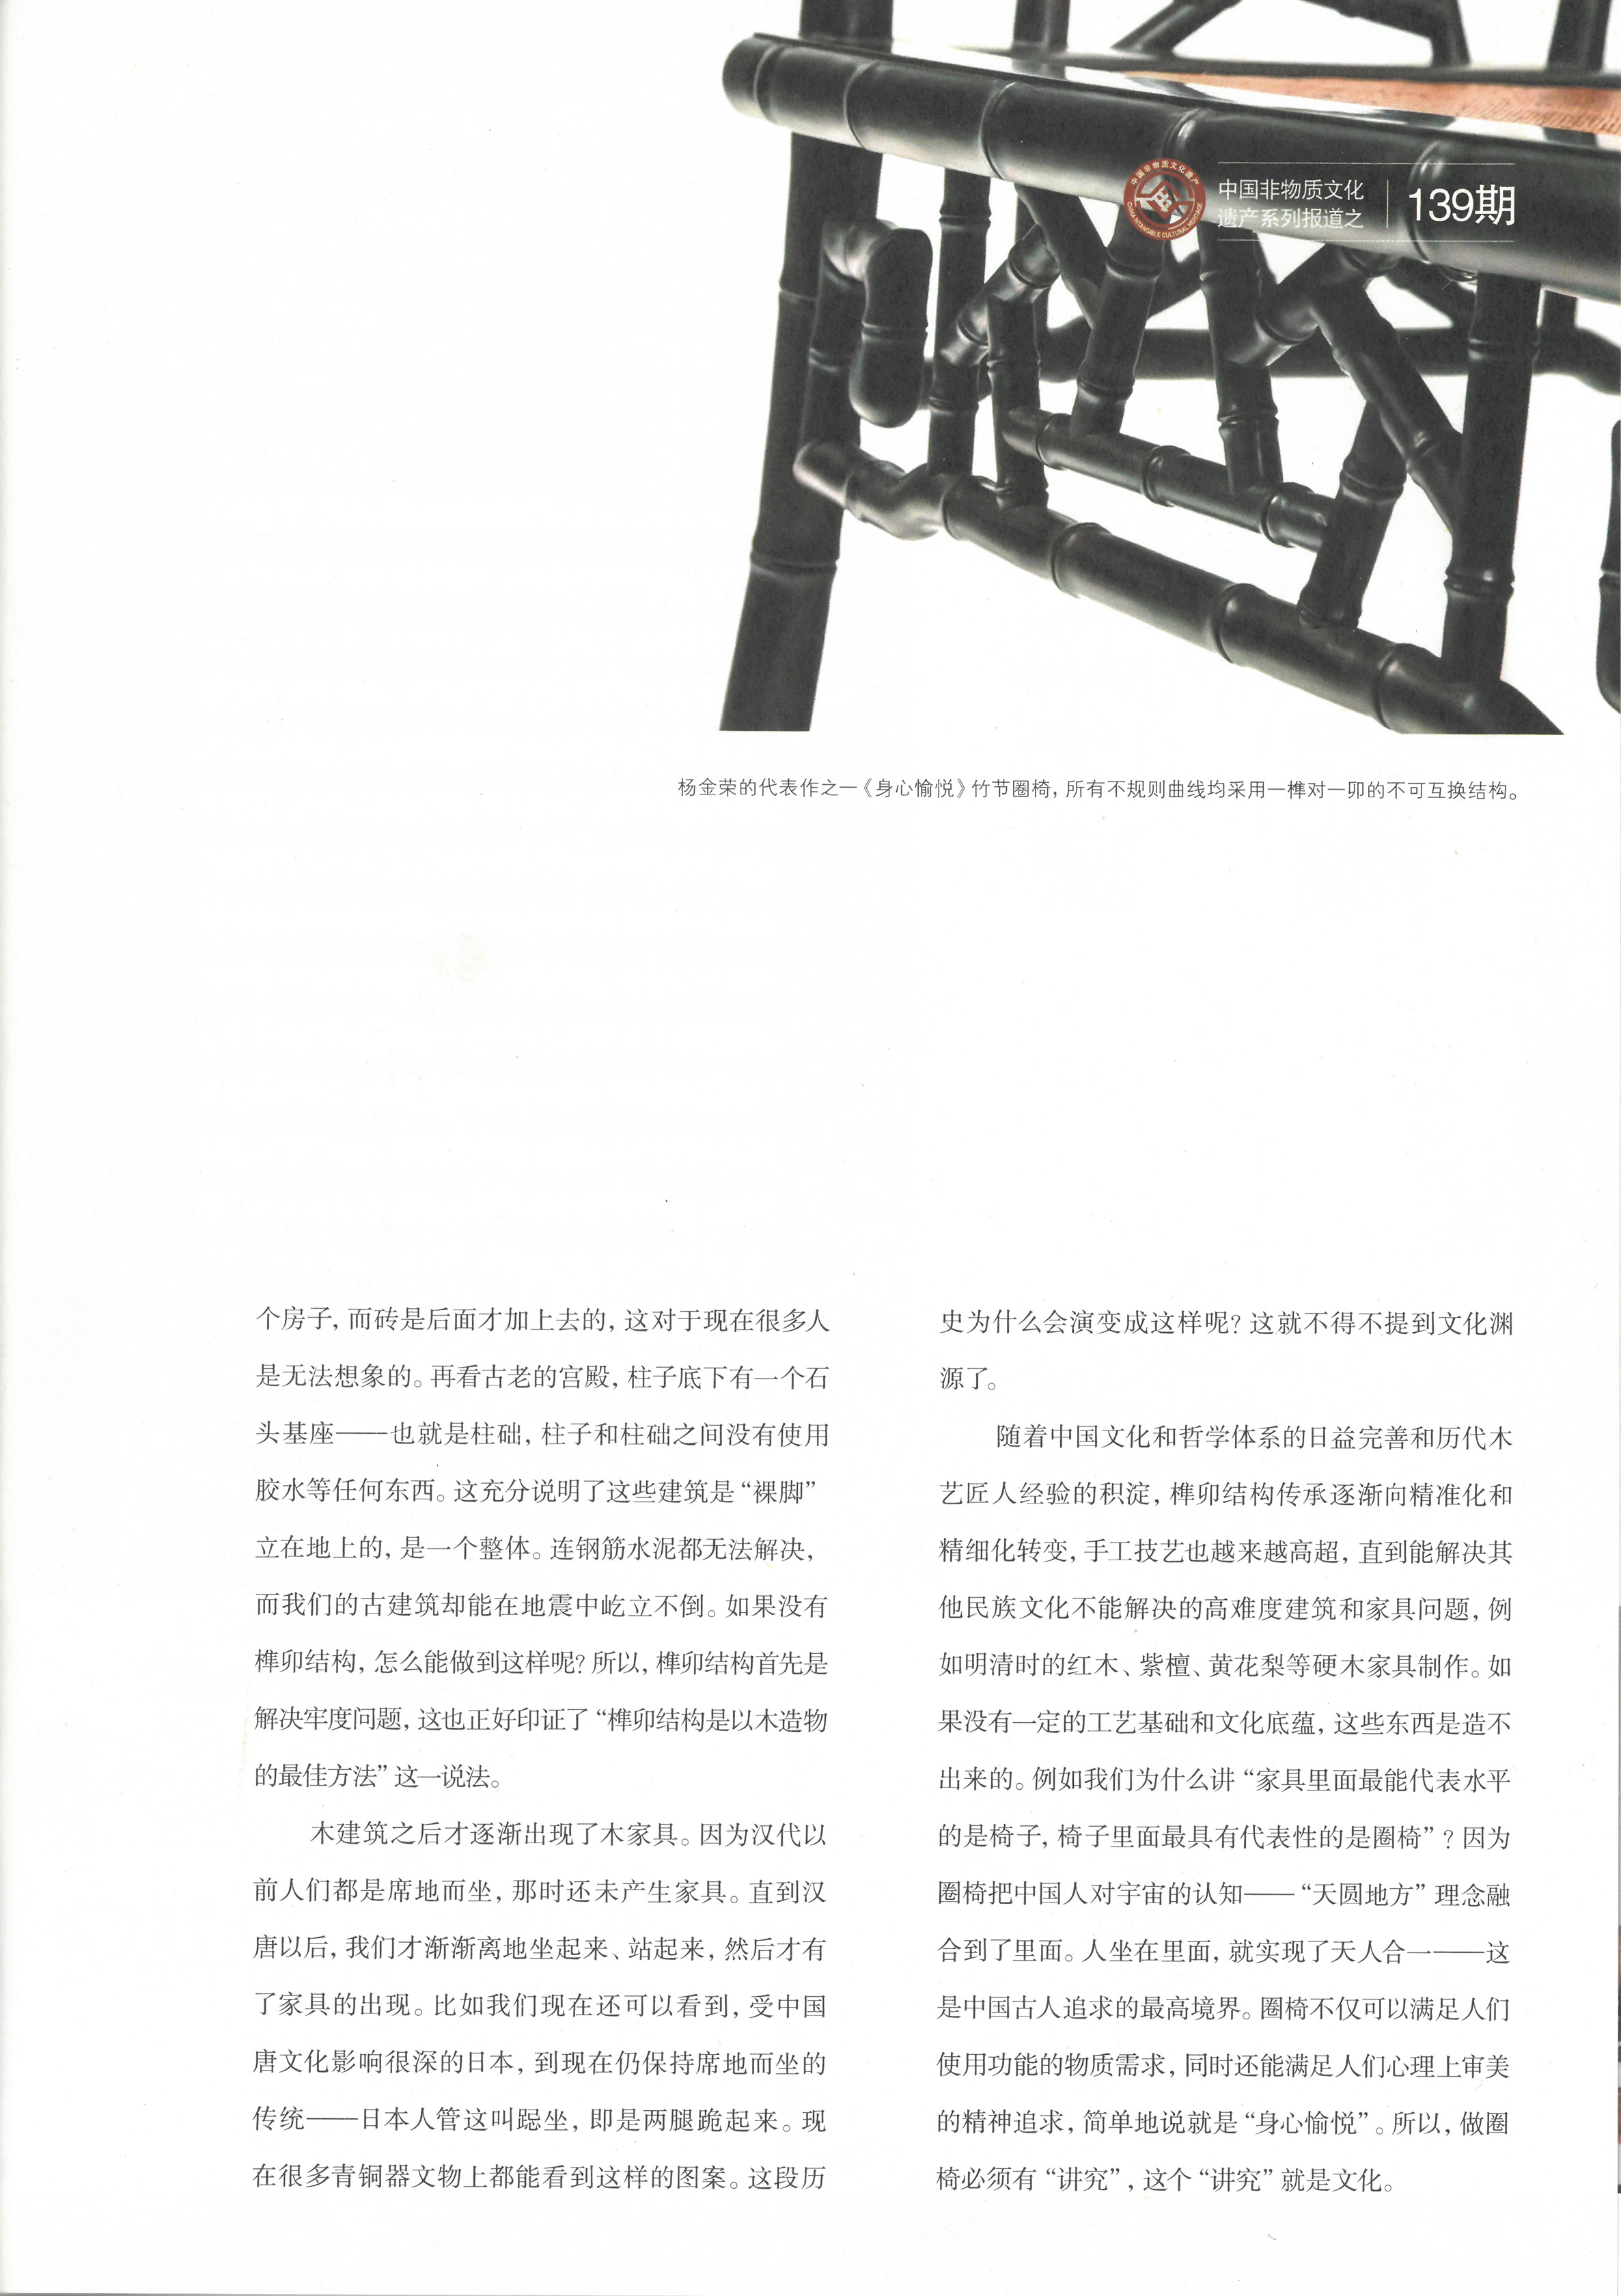 中国非物质文化遗产
CHINA INTANGIBLE CULTURAL HERITAGE
中国非物质文化
遗产系列报道之
139期
杨金荣的代表作之一《身心愉悦》竹节圈椅，所有不规则曲线均采用一榫对一卯的不可互换结构。
个房子，而砖是后面才加上去的，这对于现在很多人
是无法想象的。再看古老的宫殿，柱子底下有一个石
头基座——也就是柱础，柱子和柱础之间没有使用
胶水等任何东西。这充分说明了这些建筑是“裸脚”
立在地上的，是一个整体。连钢筋水泥都无法解决，
而我们的古建筑却能在地震中屹立不倒。如果没有
榫卯结构，怎么能做到这样呢？所以，榫卯结构首先是
解决牢度问题，这也正好印证了“榫卯结构是以木造物
的最佳方法”这一说法。
木建筑之后才逐渐出现了木家具。因为汉代以
前人们都是席地而坐，那时还未产生家具。直到汉
唐以后，我们才渐渐离地坐起来、站起来，然后才有
了家具的出现。比如我们现在还可以看到，受中国
唐文化影响很深的日本，到现在仍保持席地而坐的
传统——日本人管这叫跽坐，即是两腿跪起来。现
在很多青铜器文物上都能看到这样的图案。这段历
史为什么会演变成这样呢？这就不得不提到文化渊
源了。
随着中国文化和哲学体系的日益完善和历代木
艺匠人经验的积淀，榫卯结构传承逐渐向精准化和
精细化转变，手工技艺也越来越高超，直到能解决其
他民族文化不能解决的高难度建筑和家具问题，例
如明清时的红木、紫檀、黄花梨等硬木家具制作。如
果没有一定的工艺基础和文化底蕴，这些东西是造不
出来的。例如我们为什么讲“家具里面最能代表水平
的是椅子，椅子里面最具有代表性的是圈椅”？因为
圈椅把中国人对宇宙的认知——“天圆地方”理念融
合到了里面。人坐在里面，就实现了天人合一——这
是中国古人追求的最高境界。圈椅不仅可以满足人们
使用功能的物质需求，同时还能满足人们心理上审美
的精神追求，简单地说就是“身心愉悦”。所以，做圈
椅必须有“讲究”，这个“讲究”就是文化。